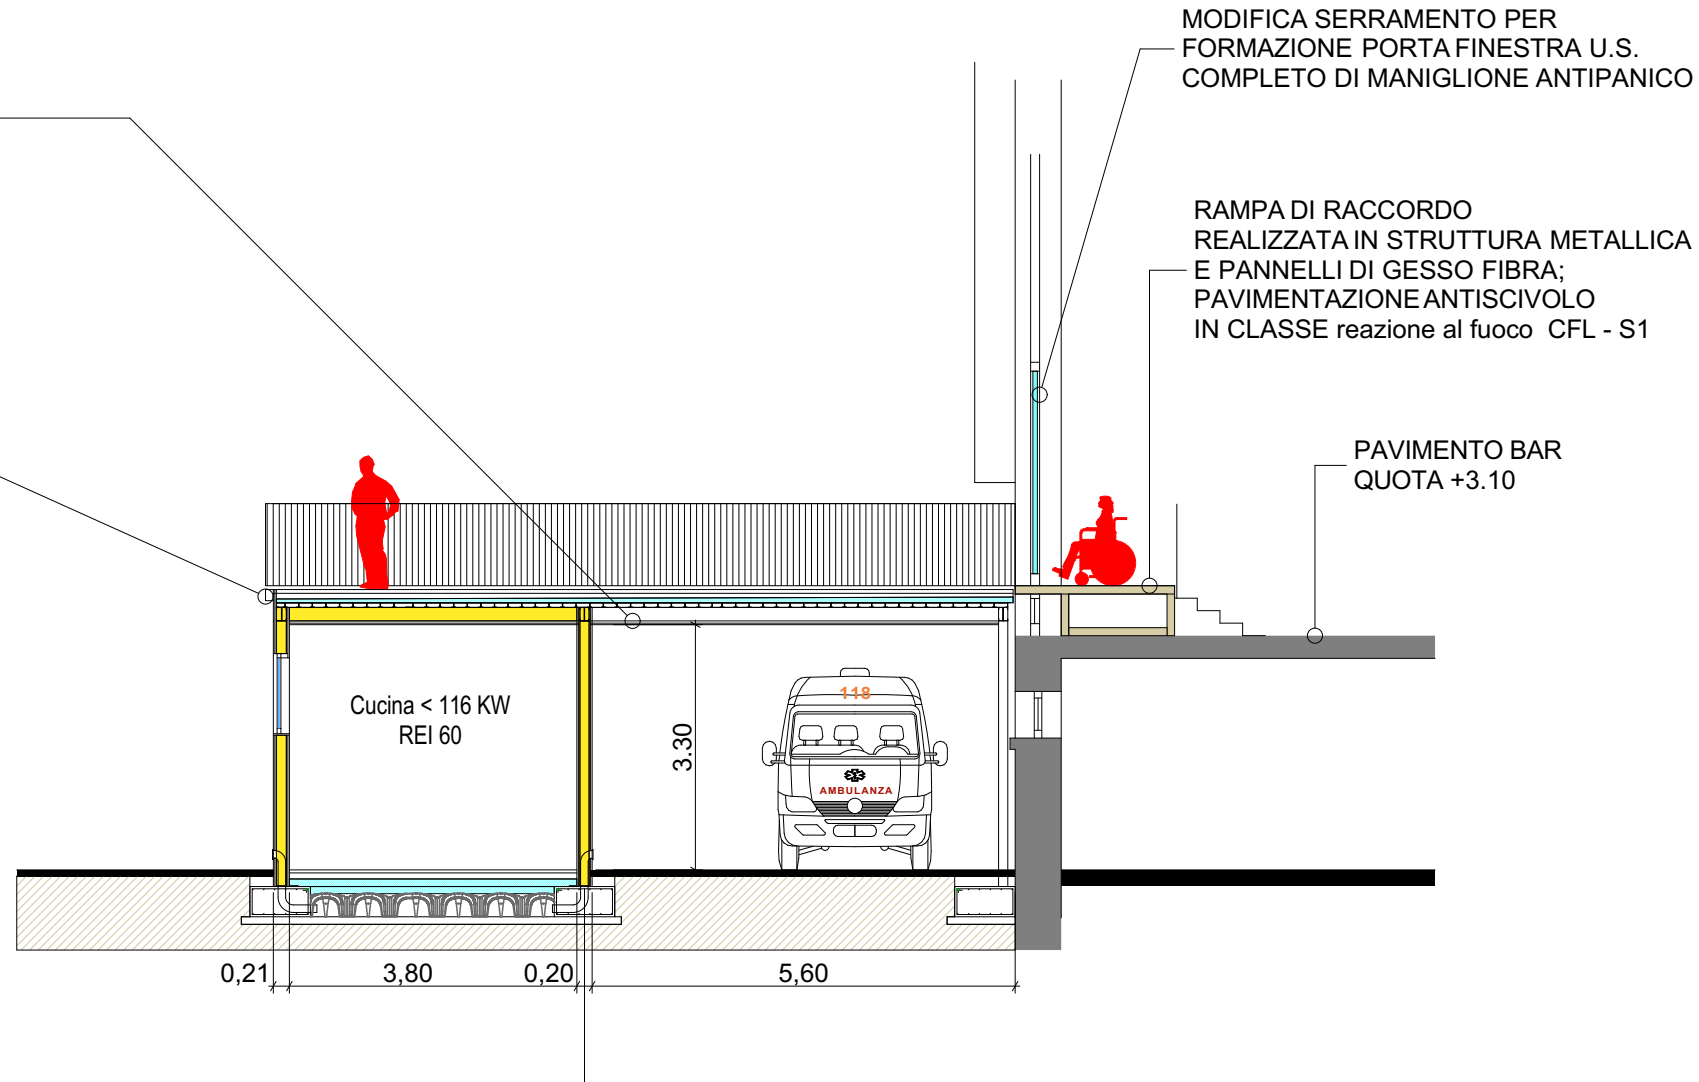 MODIFICA SERRAMENTO PER
FORMAZIONE PORTA FINESTRA U.S.
COMPLETO DI MANIGLIONE ANTIPANICO
RAMPA DI RACCORDO
REALIZZATA IN STRUTTURA METALLICA
E PANNELLI DI GESSO FIBRA;
PAVIMENTAZIONE ANTISCIVOLO
IN CLASSE reazione al fuoco CFL - S1
PAVIMENTO BAR
QUOTA +3.10
Cucina < 116 KW
REI 60
3.30
118
AMBULANZA
0,21
3,80
0,20
5,60